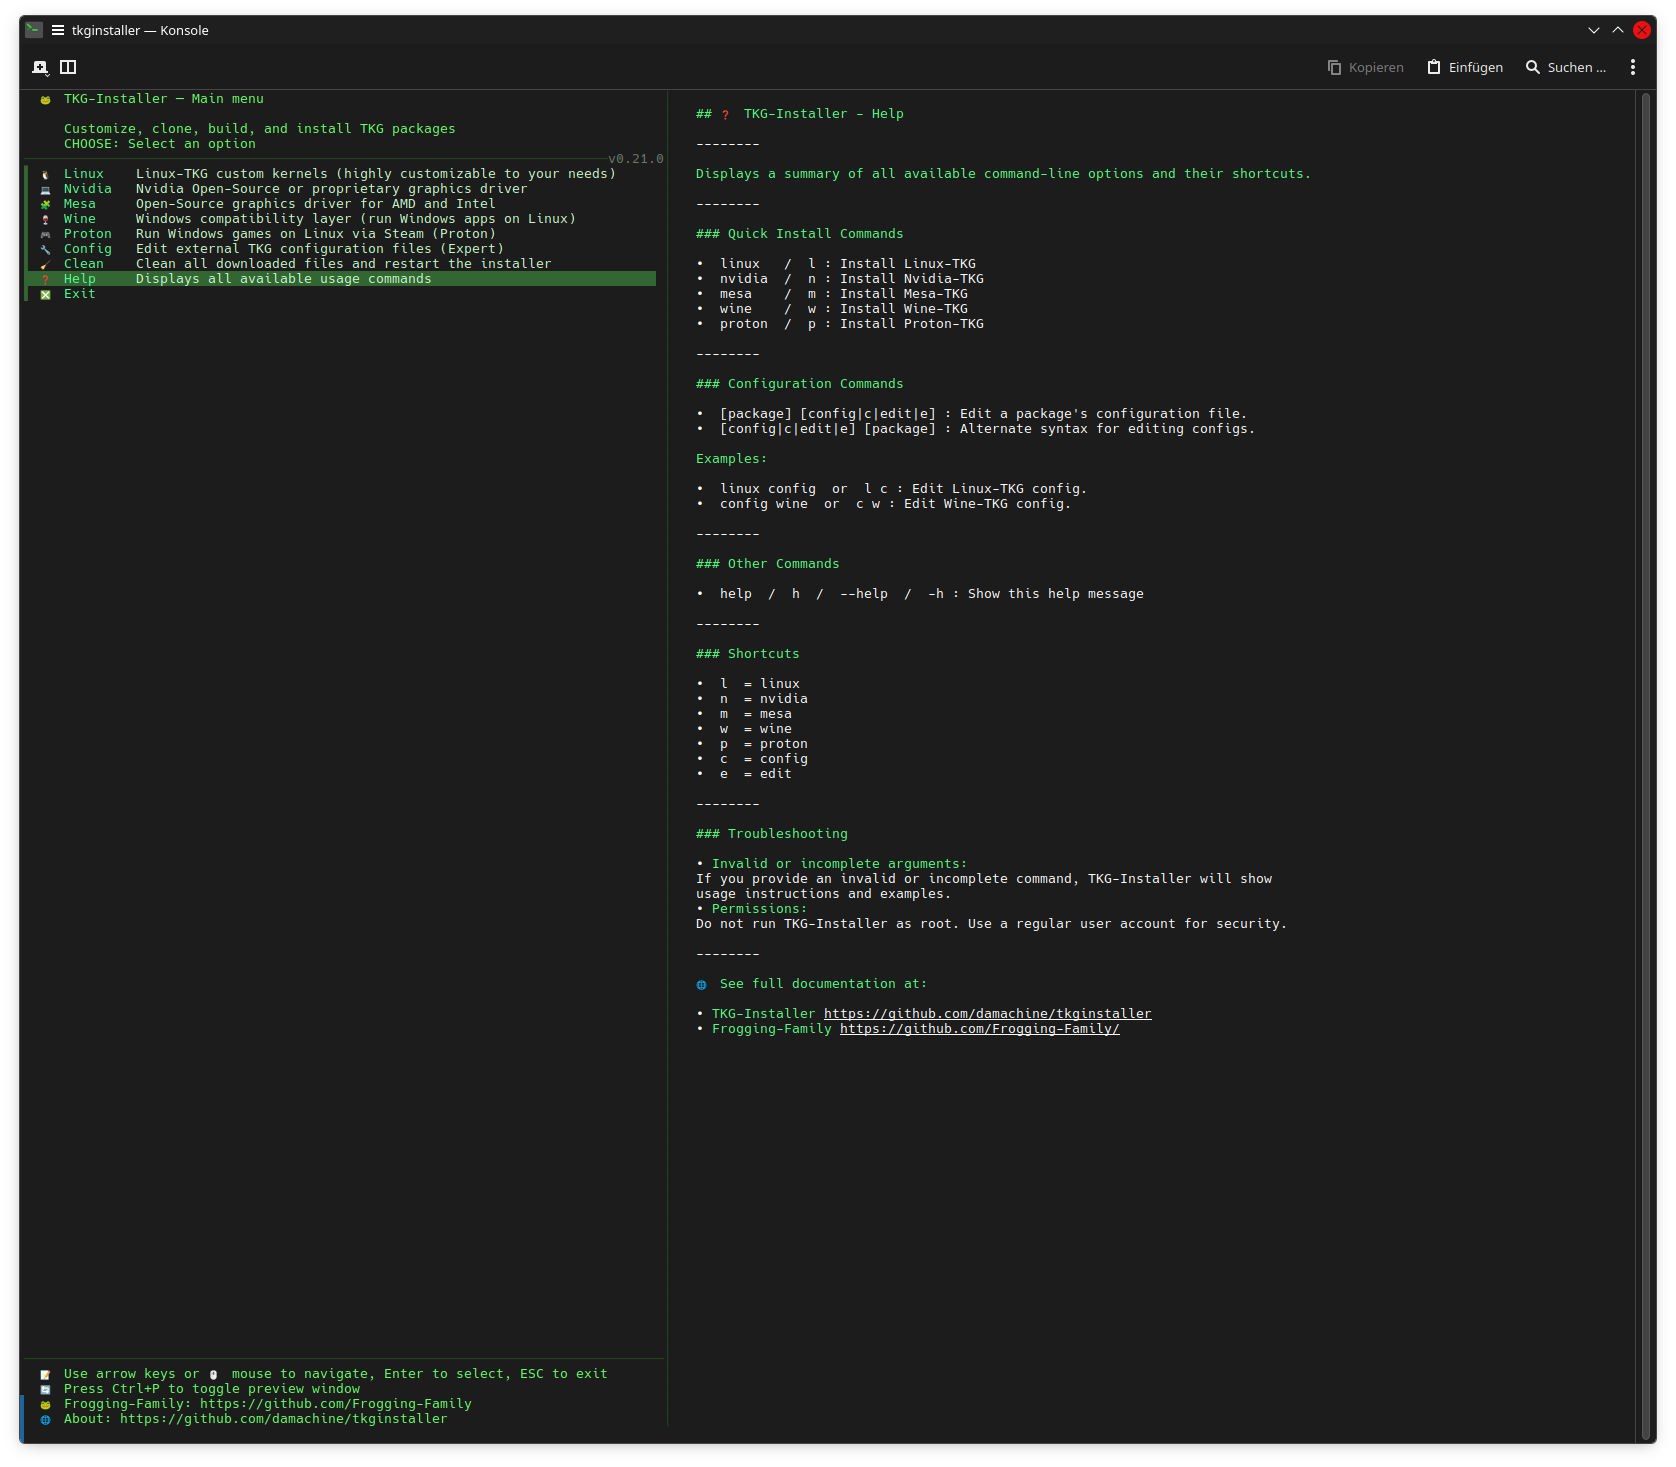 tkginstaller — Konsole
Kopieren
Einfügen
Suchen ...
TKG-Installer — Main menu
Customize, clone, build, and install TKG packages
CHOOSE: Select an option
v0.21.0
Linux Linux-TKG custom kernels (highly customizable to your needs)
Nvidia Nvidia Open-Source or proprietary graphics driver
Mesa Open-Source graphics driver for AMD and Intel
Wine Windows compatibility layer (run Windows apps on Linux)
Proton Run Windows games on Linux via Steam (Proton)
Config Edit external TKG configuration files (Expert)
Clean Clean all downloaded files and restart the installer
Help Displays all available usage commands
Exit
Use arrow keys or 🖱 mouse to navigate, Enter to select, ESC to exit
Press Ctrl+P to toggle preview window
Frogging-Family: https://github.com/Frogging-Family
About: https://github.com/damachine/tkginstaller
## ❓ TKG-Installer - Help
--------
Displays a summary of all available command-line options and their shortcuts.
--------
### Quick Install Commands
• linux / l : Install Linux-TKG
• nvidia / n : Install Nvidia-TKG
• mesa / m : Install Mesa-TKG
• wine / w : Install Wine-TKG
• proton / p : Install Proton-TKG
--------
### Configuration Commands
• [package] [config|c|edit|e] : Edit a package's configuration file.
• [config|c|edit|e] [package] : Alternate syntax for editing configs.
Examples:
• linux config or l c : Edit Linux-TKG config.
• config wine or c w : Edit Wine-TKG config.
--------
### Other Commands
• help / h / --help / -h : Show this help message
--------
### Shortcuts
• l = linux
• n = nvidia
• m = mesa
• w = wine
• p = proton
• c = config
• e = edit
--------
### Troubleshooting
• Invalid or incomplete arguments:
If you provide an invalid or incomplete command, TKG-Installer will show
usage instructions and examples.
• Permissions:
Do not run TKG-Installer as root. Use a regular user account for security.
--------
See full documentation at:
• TKG-Installer https://github.com/damachine/tkginstaller
• Frogging-Family https://github.com/Frogging-Family/